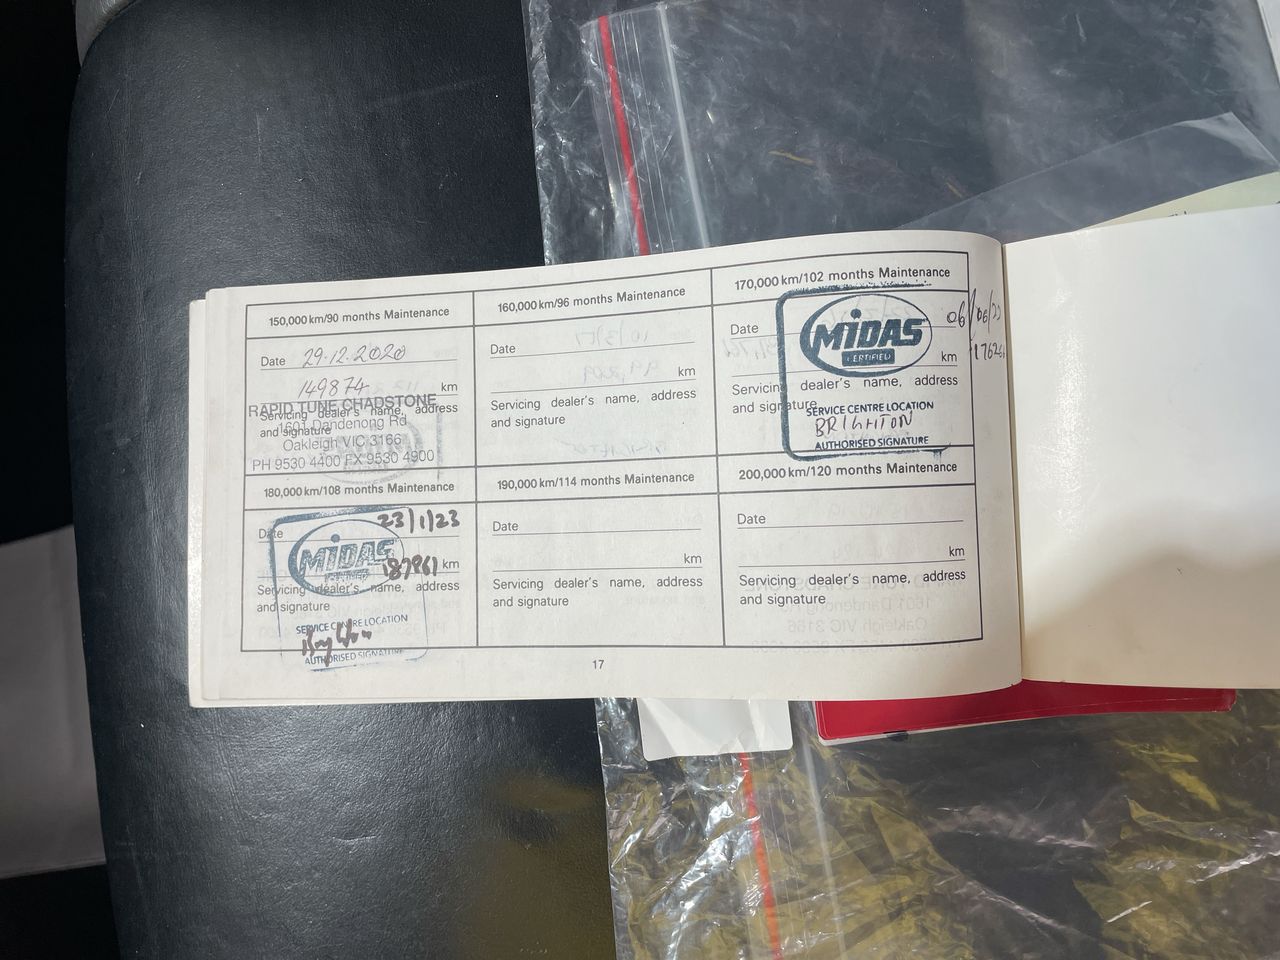 150,000 km/90 months Maintenance
Date 29.12.2020
149874 km
Servicing dealer's name, address
and signature
RAPID TUNE CHADSTONE
1601 Dandenong Rd
Oakleigh VIC 3166
PH 9530 4400 FX 9530 4900
160,000 km/96 months Maintenance
Date
km
Servicing dealer's name, address
and signature
170,000 km/102 months Maintenance
Date 06/06/22
km
Servicing dealer's name, address
and signature
MIDAS
CERTIFIED
SERVICE CENTRE LOCATION
BRIGHTON
AUTHORISED SIGNATURE
180,000 km/108 months Maintenance
Date 23/1/23
187961 km
Servicing dealer's name, address
and signature
MIDAS
CERTIFIED
SERVICE CENTRE LOCATION
Brighton
AUTHORISED SIGNATURE
190,000 km/114 months Maintenance
Date
km
Servicing dealer's name, address
and signature
200,000 km/120 months Maintenance
Date
km
Servicing dealer's name, address
and signature
17